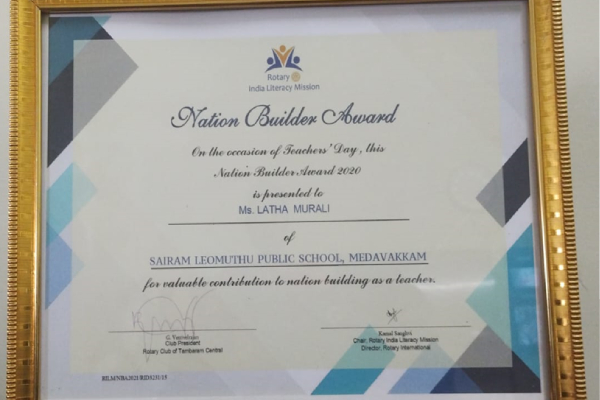 Rotary
India Literacy Mission
Nation Builder Award
On the occasion of Teachers' Day, this
Nation Builder Award 2020
is presented to
Ms. LATHA MURALI
of
SAIRAM LEOMUTHU PUBLIC SCHOOL, MEDAVAKKAM
for valuable contribution to nation building as a teacher.
Club President
Rotary Club of Tambaram Central
Kamal Sanghvi
Chair, Rotary India Literacy Mission
Director, Rotary International